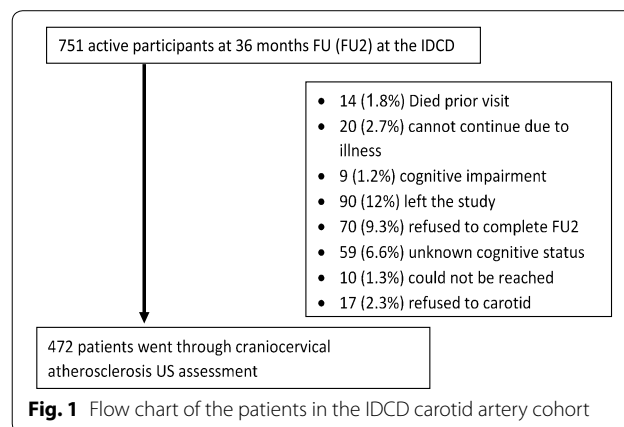 751 active participants at 36 months FU (FU2) at the IDCD
• 14 (1.8%) Died prior visit
• 20 (2.7%) cannot continue due to
illness
• 9 (1.2%) cognitive impairment
• 90 (12%) left the study
• 70 (9.3%) refused to complete FU2
• 59 (6.6%) unknown cognitive status
• 10 (1.3%) could not be reached
• 17 (2.3%) refused to carotid
472 patients went through craniocervical
atherosclerosis US assessment
Fig. 1 Flow chart of the patients in the IDCD carotid artery cohort